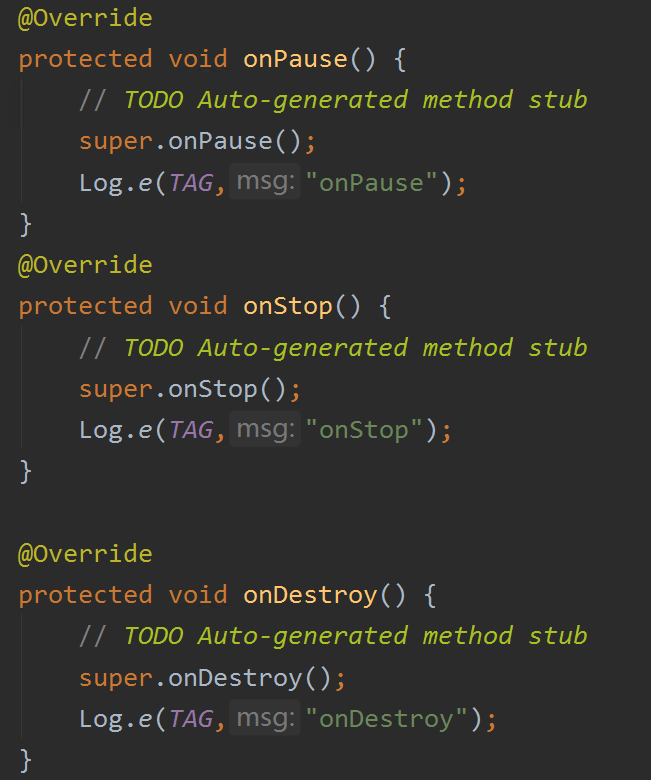 @Override
protected void onPause() {
// TODO Auto-generated method stub
super.onPause();
Log.e(TAG, msg: "onPause");
}
@Override
protected void onStop() {
// TODO Auto-generated method stub
super.onStop();
Log.e(TAG, msg: "onStop");
}
@Override
protected void onDestroy() {
// TODO Auto-generated method stub
super.onDestroy();
Log.e(TAG, msg: "onDestroy");
}